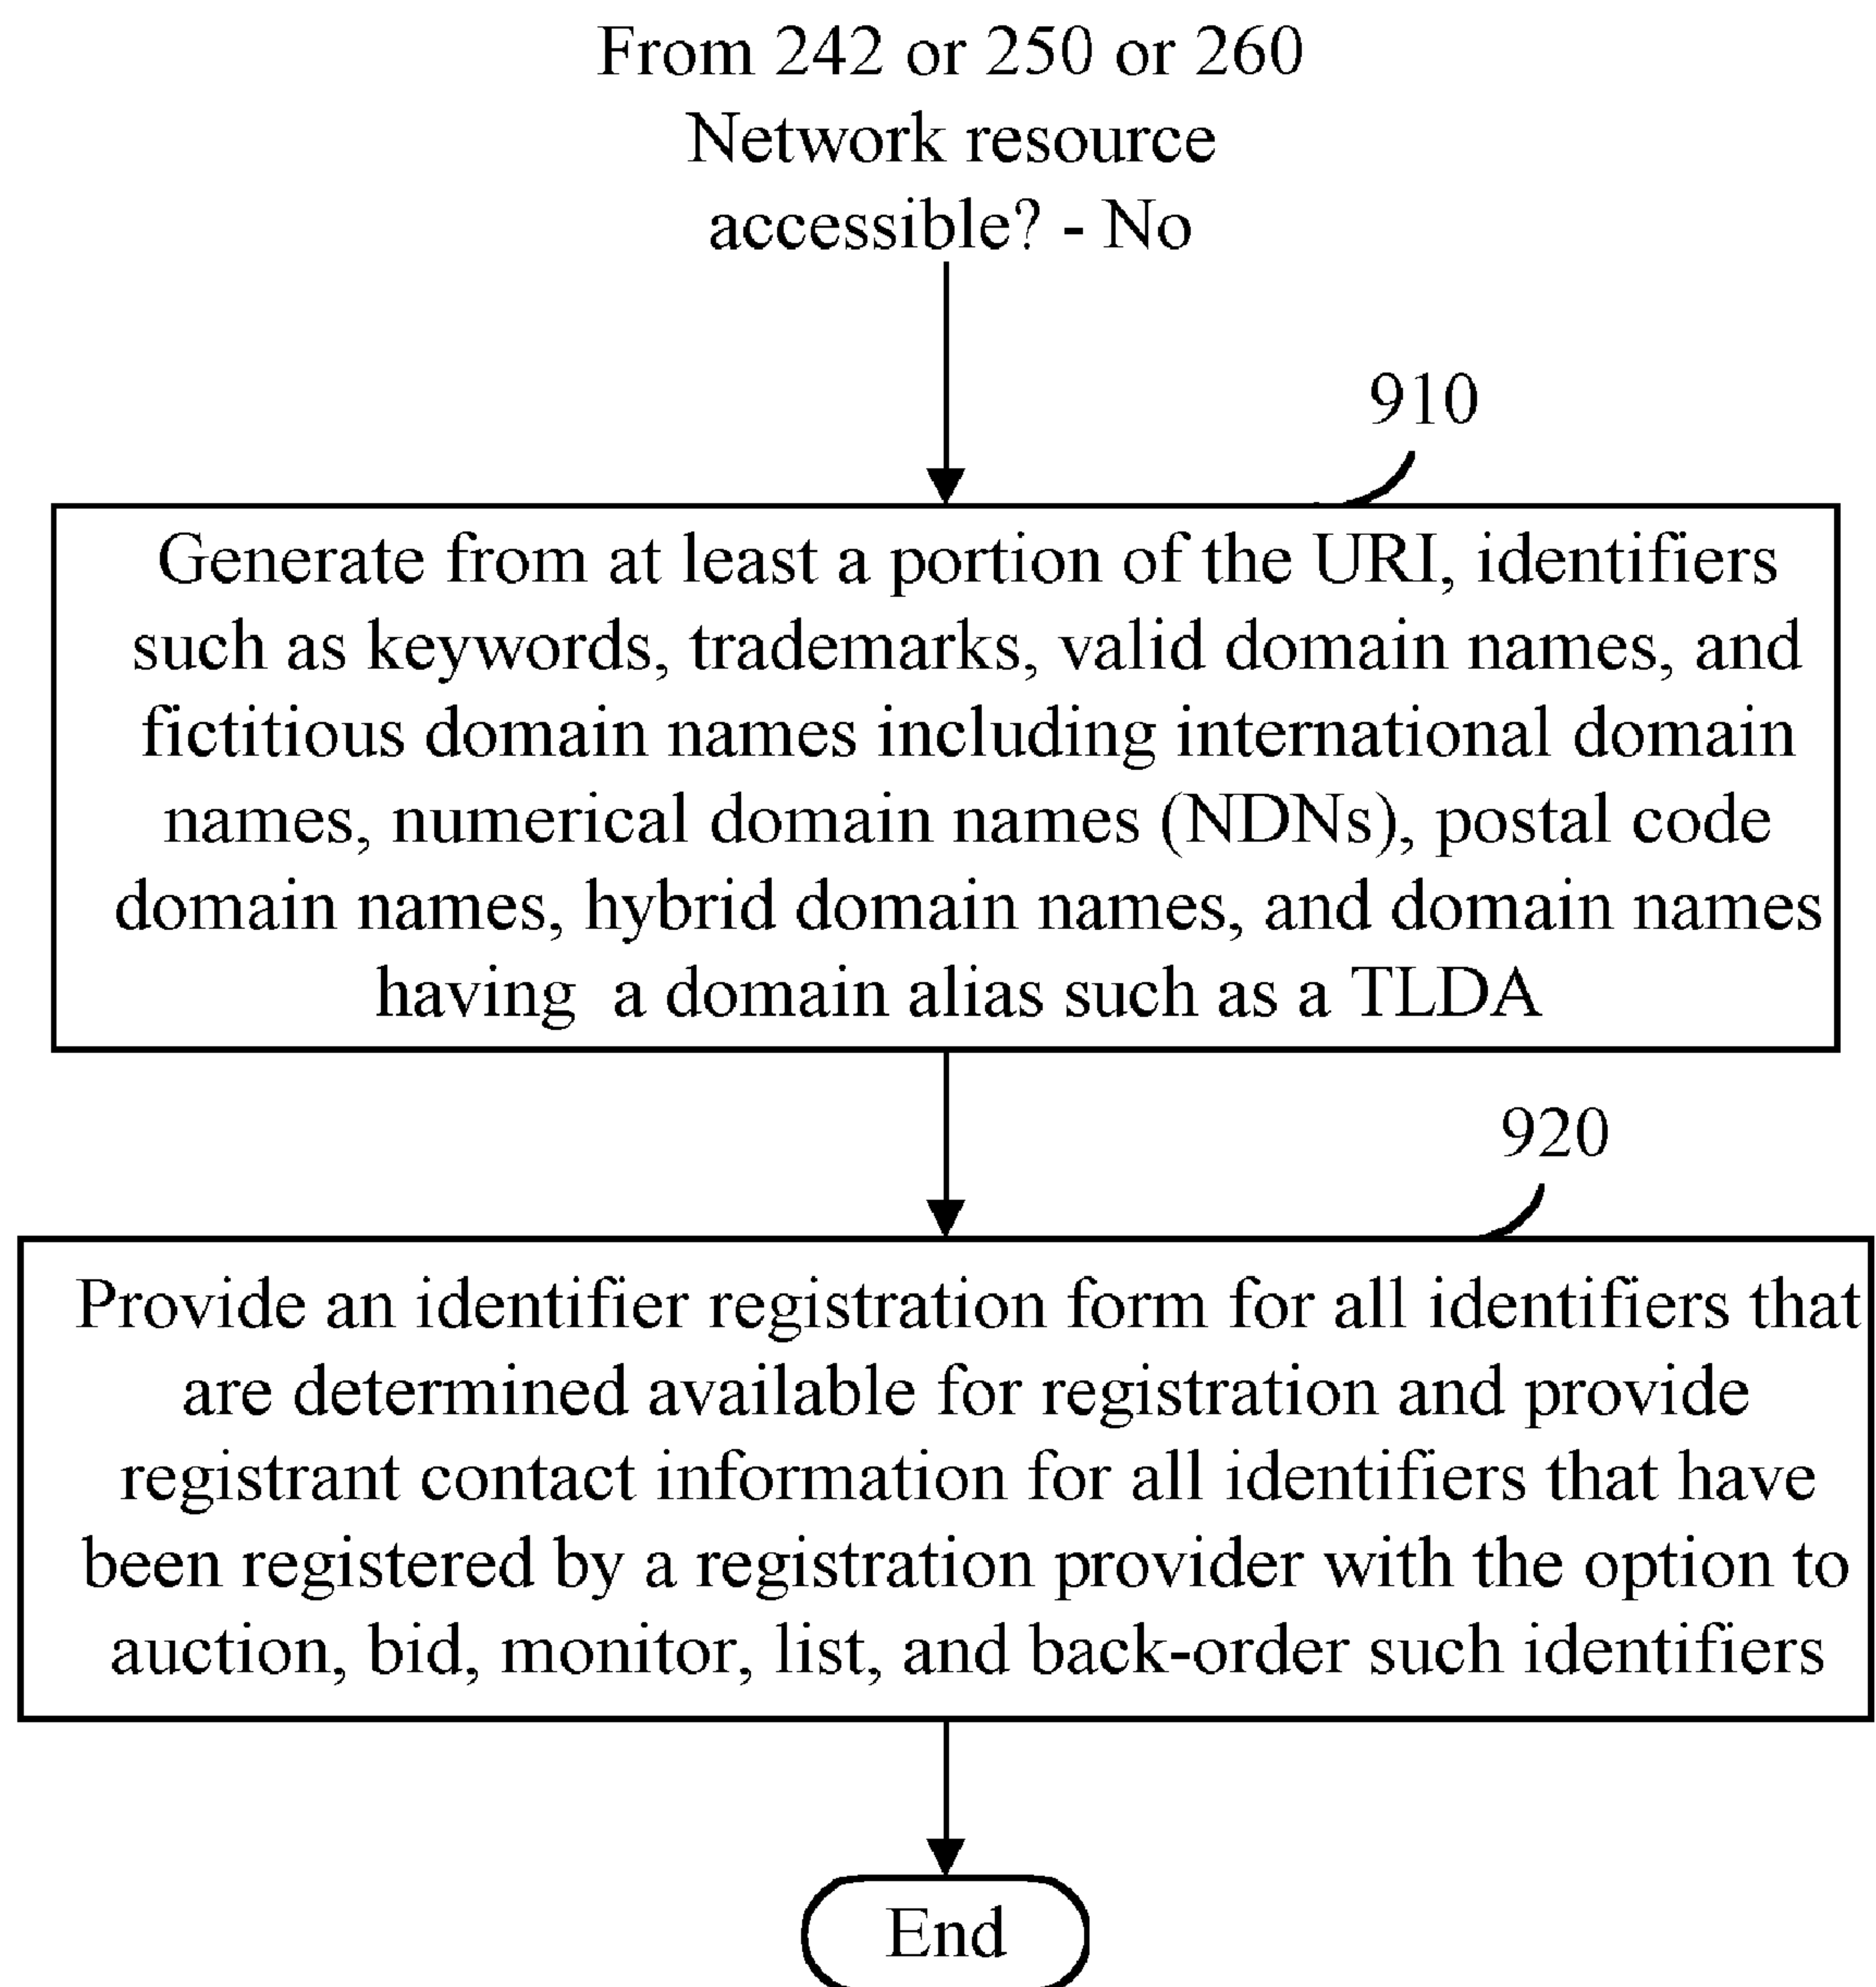 From 242 or 250 or 260
Network resource
accessible? - No
910
Generate from at least a portion of the URI, identifiers
such as keywords, trademarks, valid domain names, and
fictitious domain names including international domain
names, numerical domain names (NDNs), postal code
domain names, hybrid domain names, and domain names
having a domain alias such as a TLDA
920
Provide an identifier registration form for all identifiers that
are determined available for registration and provide
registrant contact information for all identifiers that have
been registered by a registration provider with the option to
auction, bid, monitor, list, and back-order such identifiers
End